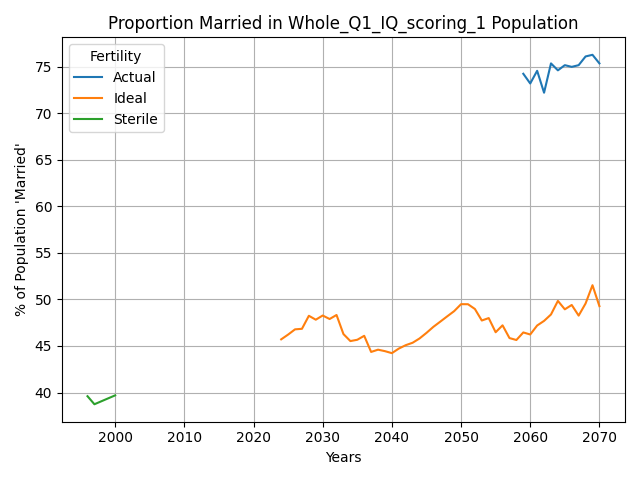 Proportion Married in Whole_Q1_IQ_scoring_1 Population
Fertility
Actual
Ideal
Sterile
% of Population 'Married'
75
70
65
60
55
50
45
40
2000
2010
2020
2030
2040
2050
2060
2070
Years